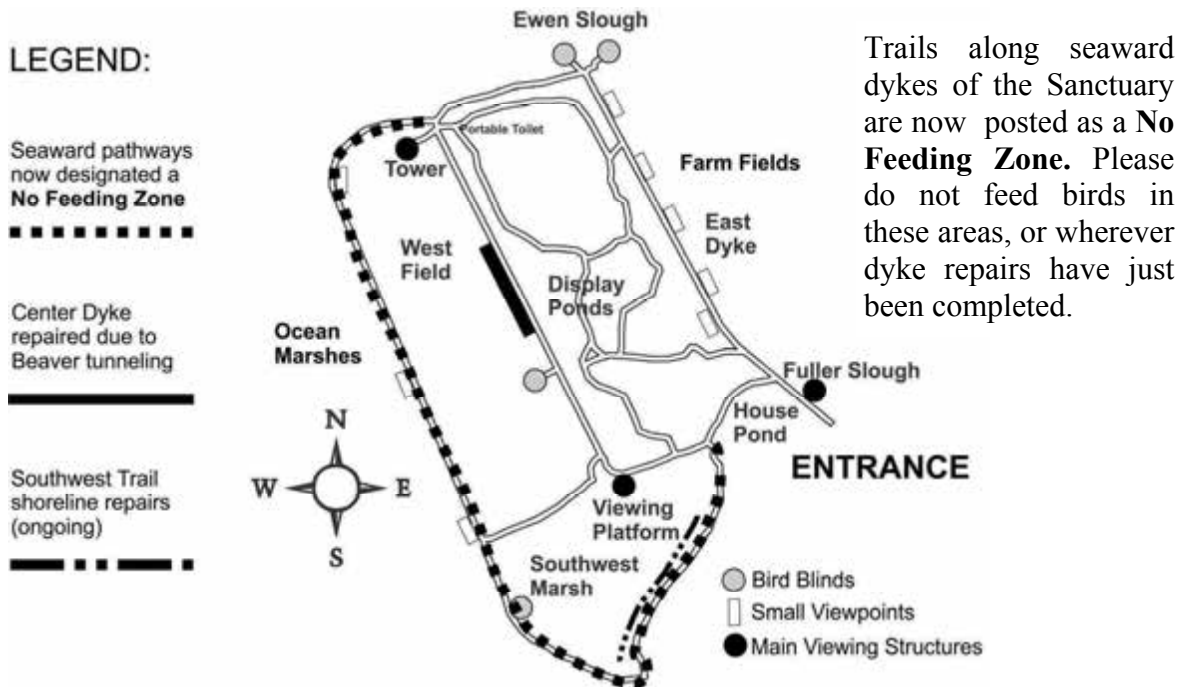 LEGEND:
Seaward pathways
now designated a
No Feeding Zone
Center Dyke
repaired due to
Beaver tunneling
Southwest Trail
shoreline repairs
(ongoing)
Ewen Slough
Portable Toilet
Tower
Farm Fields
West
Field
East
Dyke
Display
Ponds
Ocean
Marshes
Fuller Slough
House
Pond
ENTRANCE
N
W
E
S
Viewing
Platform
Southwest
Marsh
Bird Blinds
Small Viewpoints
Main Viewing Structures
Trails along seaward
dykes of the Sanctuary
are now posted as a No
Feeding Zone. Please
do not feed birds in
these areas, or wherever
dyke repairs have just
been completed.